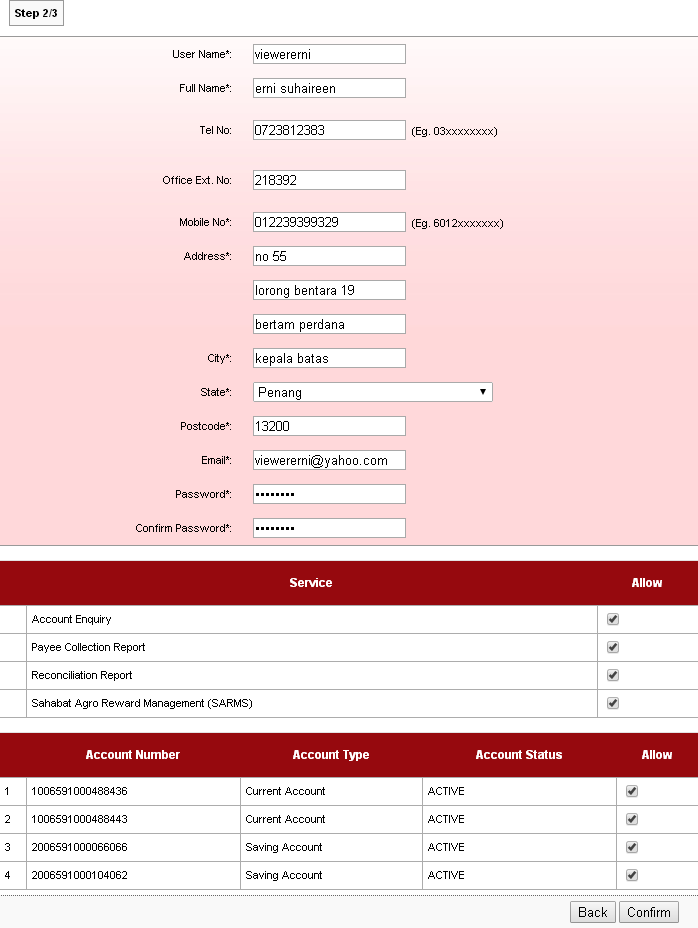 Step 2/3
User Name*: viewererni
Full Name*: erni suhaireen
Tel No: 0723812383 (Eg. 03xxxxxxxx)
Office Ext. No: 218392
Mobile No*: 012239399329 (Eg. 6012xxxxxxx)
Address*: no 55
lorong bentara 19
bertam perdana
City*: kepala batas
State*: Penang
Postcode*: 13200
Email*: viewererni@yahoo.com
Password*: ••••••••
Confirm Password*: ••••••••
Service Allow
Account Enquiry
Payee Collection Report
Reconciliation Report
Sahabat Agro Reward Management (SARMS)
Account Number Account Type Account Status Allow
1 1006591000488436 Current Account ACTIVE
2 1006591000488443 Current Account ACTIVE
3 2006591000066066 Saving Account ACTIVE
4 2006591000104062 Saving Account ACTIVE
Back Confirm